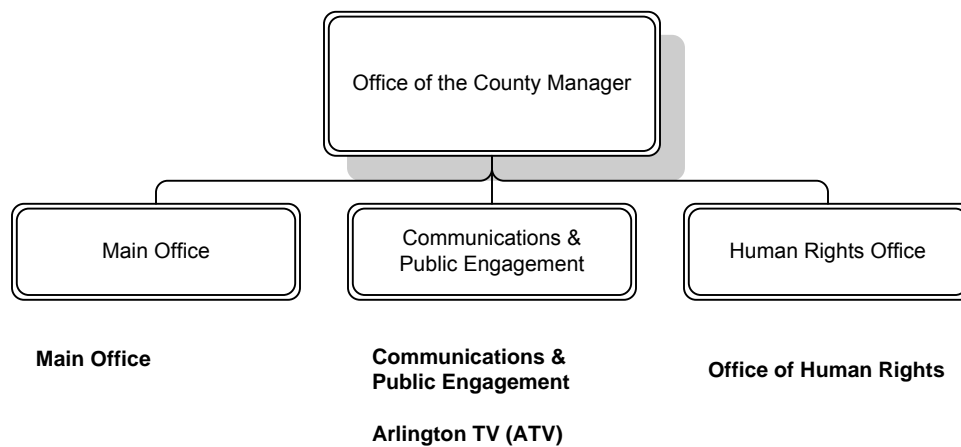 Office of the County Manager
Main Office
Communications &
Public Engagement
Human Rights Office
Main Office
Communications &
Public Engagement
Arlington TV (ATV)
Office of Human Rights